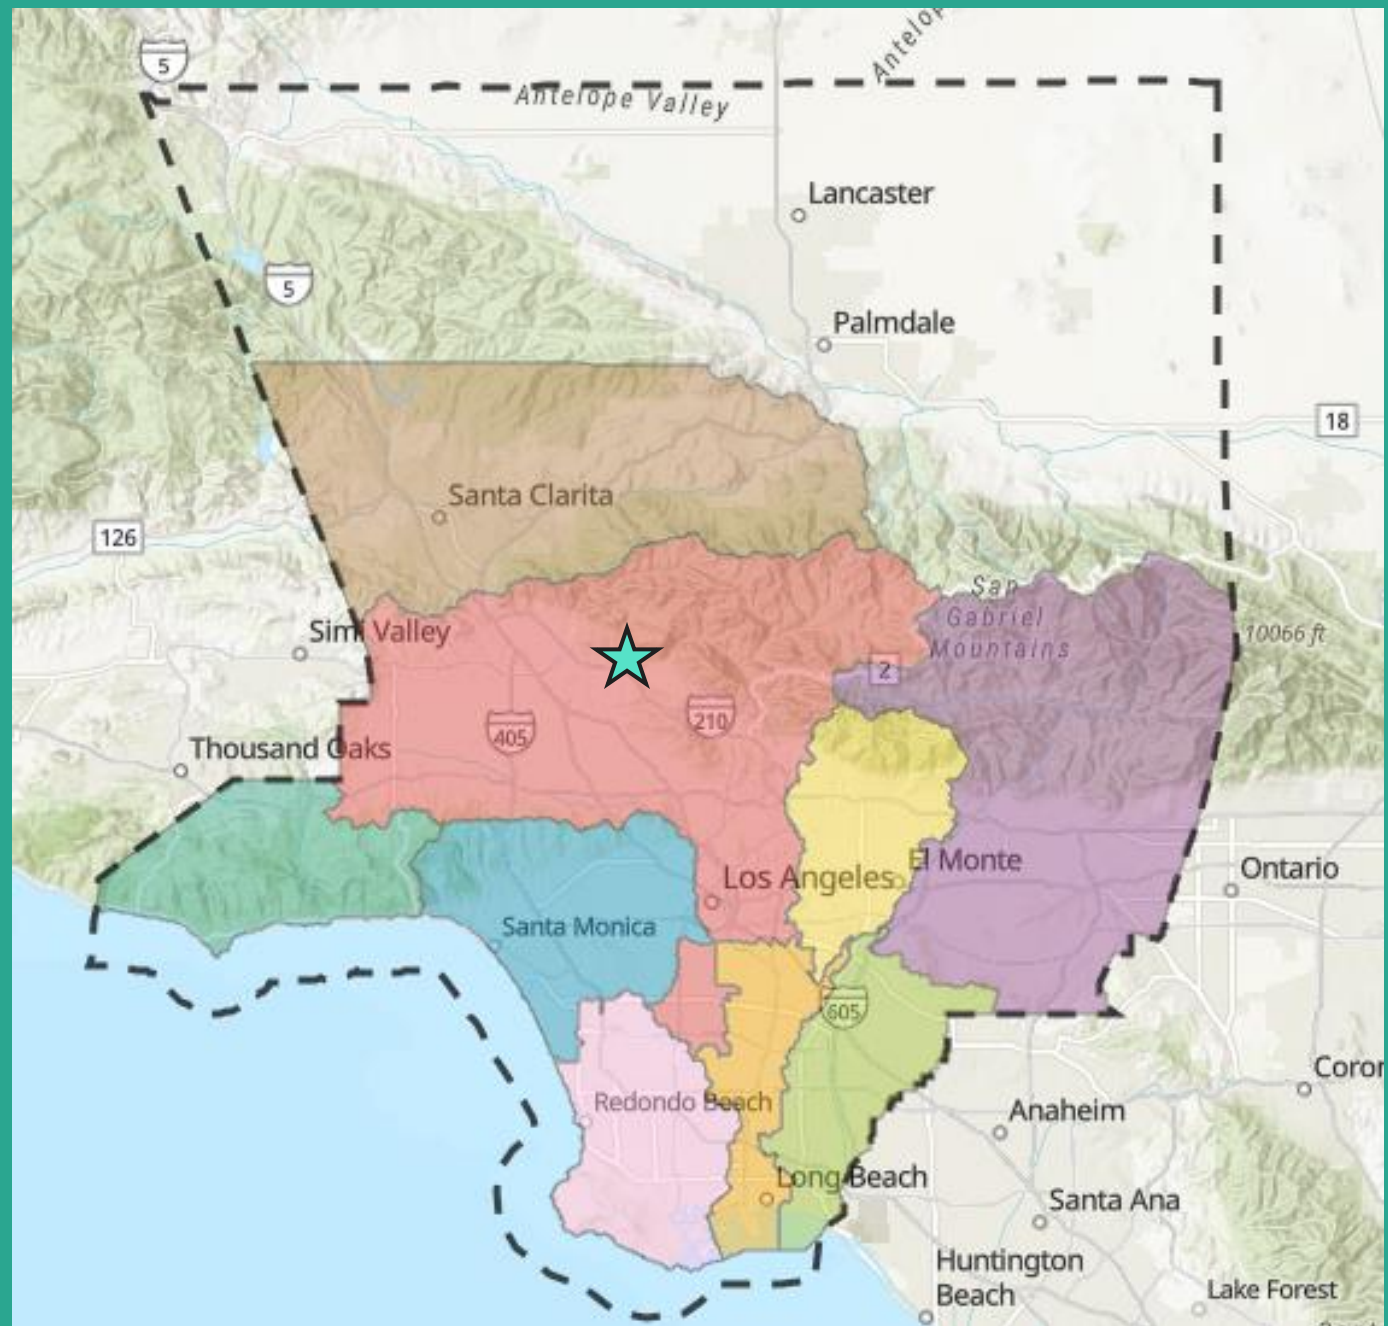 5
Antelop
Antelope Valley
Lancaster
5
Palmdale
18
Santa Clarita
126
San
Gabriel
Mountains
Simi Valley
10066 ft
2
405
210
Thousand Oaks
El Monte
Los Angeles
Ontario
Santa Monica
605
Coror
Redondo Beach
Anaheim
Long Beach
Santa Ana
Huntington
Beach
Lake Forest